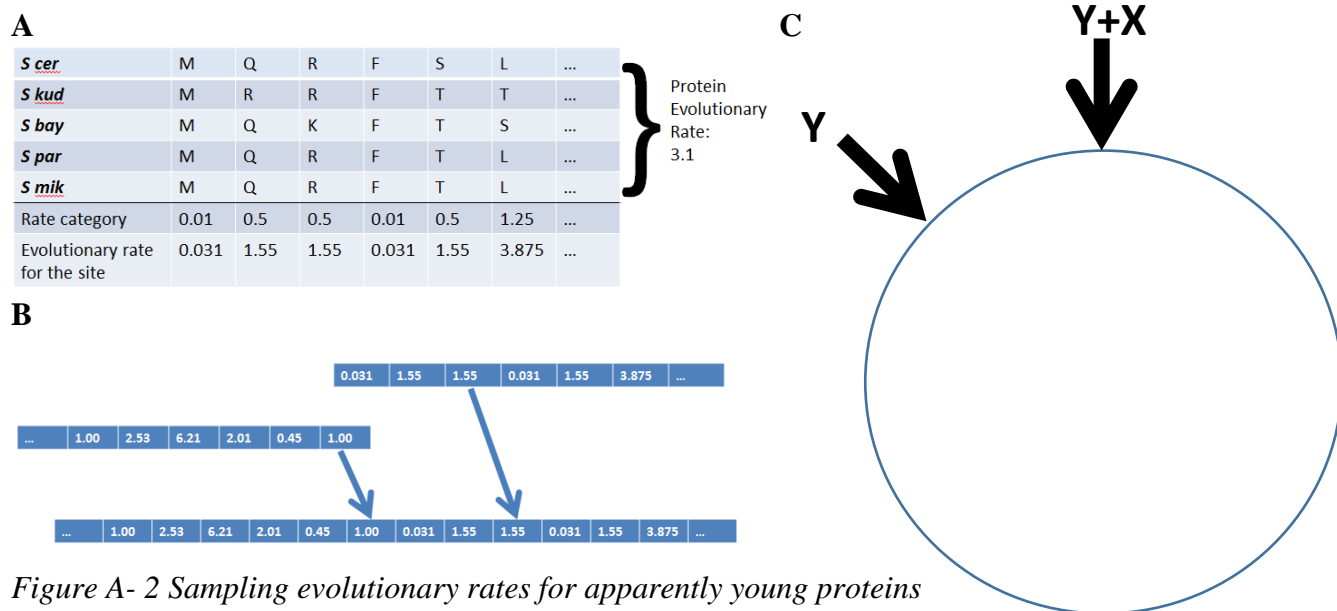 A
S cer M Q R F S L ...
S kud M R R F T T ...
S bay M Q K F T S ...
S par M Q R F T L ...
S mik M Q R F T L ...
Rate category 0.01 0.5 0.5 0.01 0.5 1.25 ...
Evolutionary rate 0.031 1.55 1.55 0.031 1.55 3.875 ...
for the site
}
Protein
Evolutionary
Rate:
3.1
B
0.031 1.55 1.55 0.031 1.55 3.875 ...
... 1.00 2.53 6.21 2.01 0.45 1.00
... 1.00 2.53 6.21 2.01 0.45 1.00 0.031 1.55 1.55 0.031 1.55 3.875 ...
C
Y+X
Y
Figure A- 2 Sampling evolutionary rates for apparently young proteins